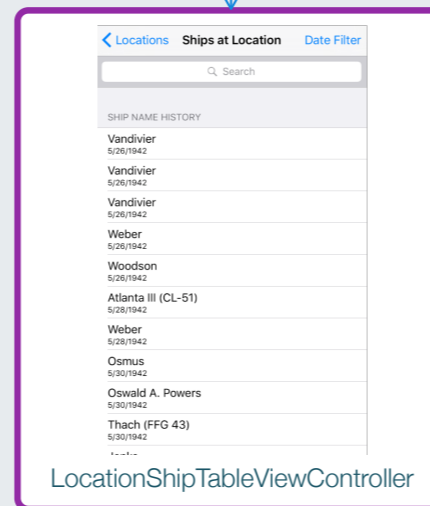 Locations Ships at Location Date Filter
Search
SHIP NAME HISTORY
Vandivier
5/26/1942
Vandivier
5/26/1942
Vandivier
5/26/1942
Weber
5/26/1942
Woodson
5/26/1942
Atlanta III (CL-51)
5/28/1942
Weber
5/28/1942
Osmus
5/30/1942
Oswald A. Powers
5/30/1942
Thach (FFG 43)
5/30/1942
LocationShipTableViewController